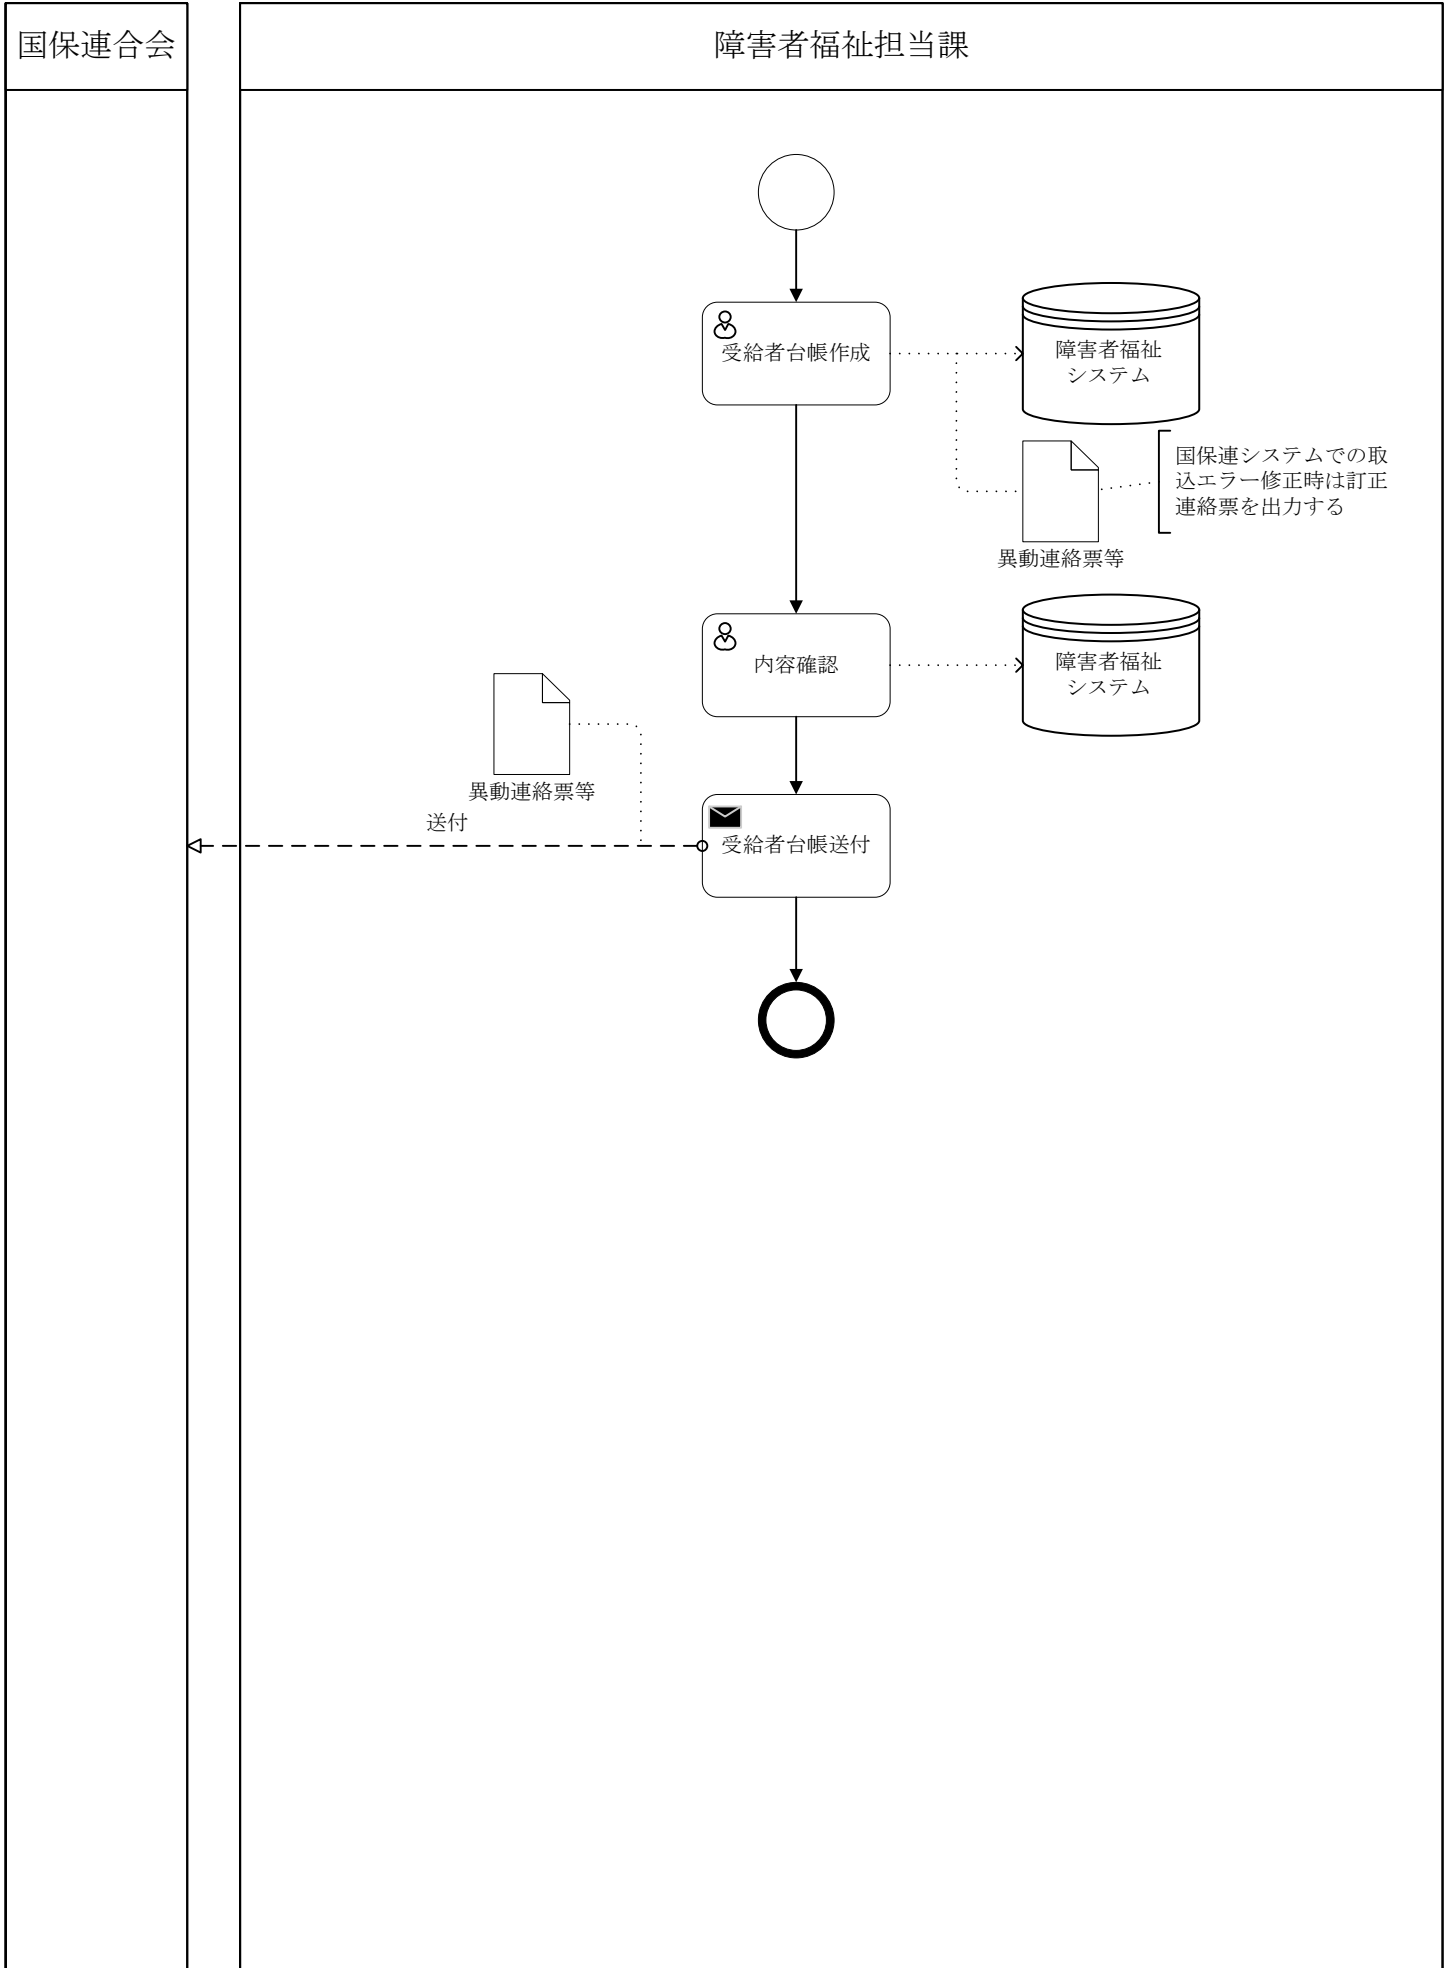 国保連合会
障害者福祉担当課
受給者台帳作成
障害者福祉
システム
国保連システムでの取
込エラー修正時は訂正
連絡票を出力する
異動連絡票等
内容確認
障害者福祉
システム
異動連絡票等
送付
受給者台帳送付